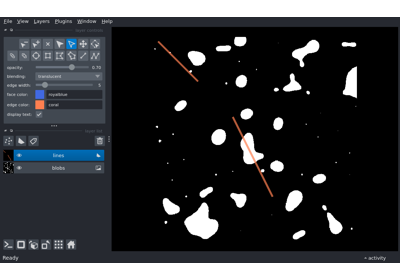 File View Layers Plugins Window Help
opacity: 0.70
blending: translucent
edge width: 5
face color: royalblue
edge color: coral
display text:
lines
blobs
Ready activity